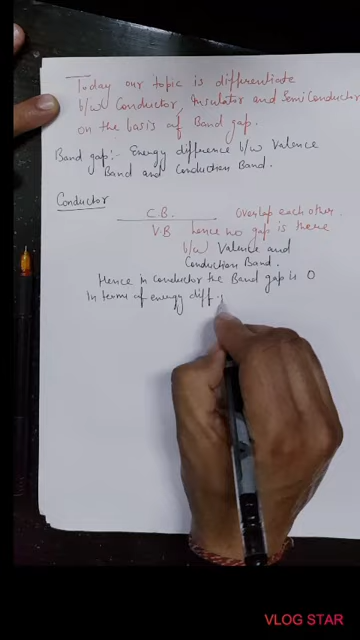 Today our topic is differentiate
b/w Conductor, Insulator and Semiconductor
on the basis of Band gap.
Band gap:- Energy difference b/w Valence
Band and Conduction Band.
Conductor
C.B. Overlap each other.
V.B hence no gap is there
b/w Valence and
Conduction Band.
Hence in conductor the Band gap is 0
In terms of energy diff.
VLOG STAR